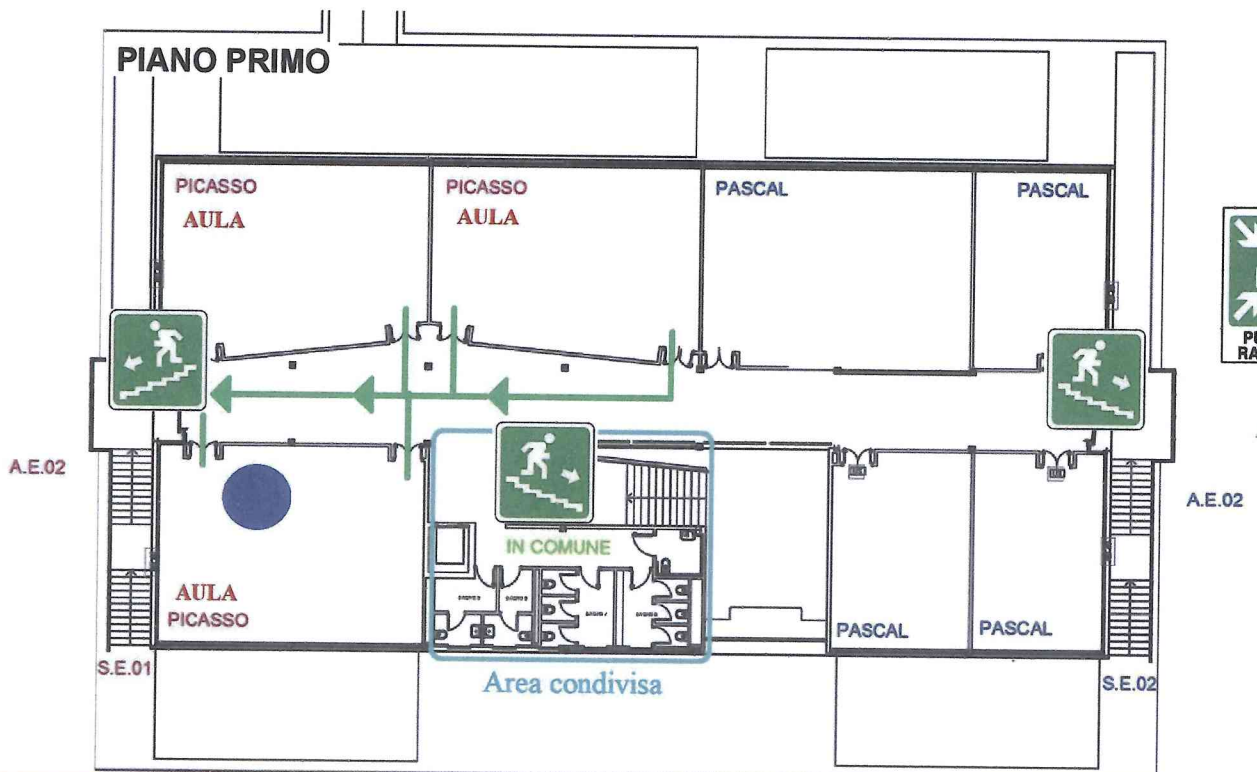 PIANO PRIMO
PICASSO
AULA
PICASSO
AULA
PASCAL
PASCAL
A.E.02
A.E.02
IN COMUNE
AULA
PICASSO
PASCAL
PASCAL
S.E.01
S.E.02
Area condivisa